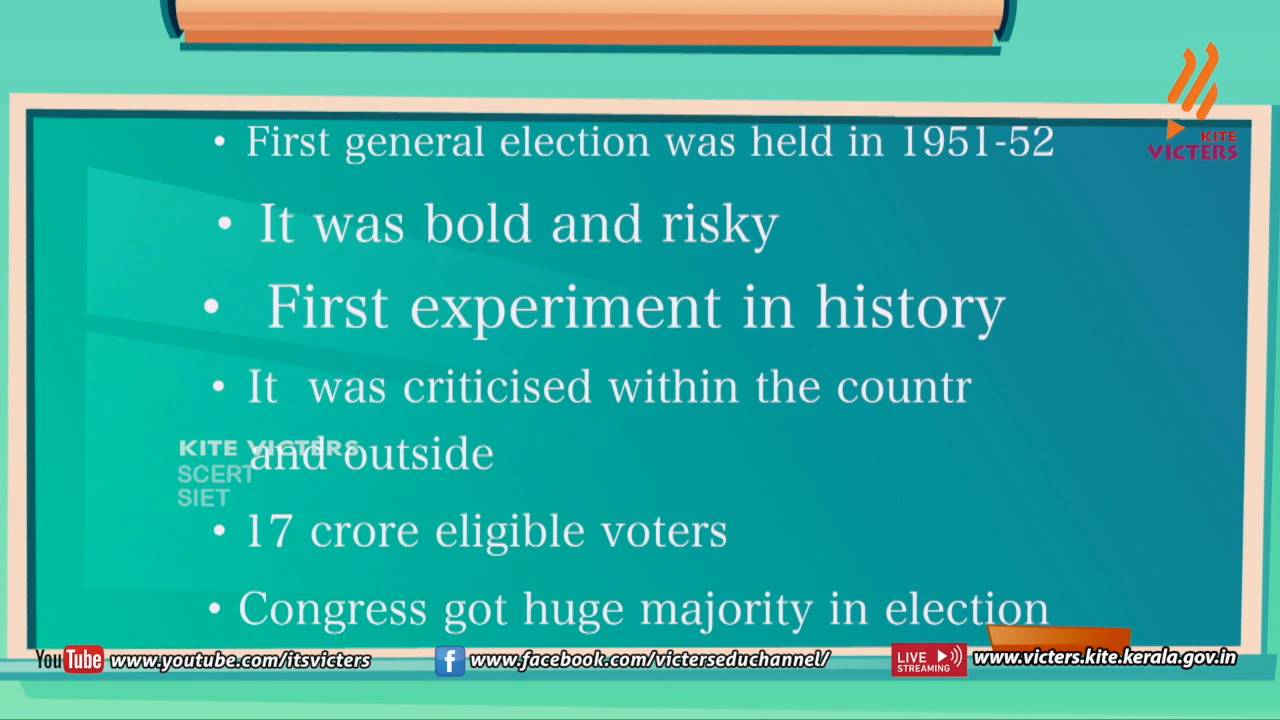 • First general election was held in 1951-52
KITE
VICTERS
• It was bold and risky
• First experiment in history
• It was criticised within the countr
and outside
KITE VICTERS
SCERT
SIET
• 17 crore eligible voters
• Congress got huge majority in election
YouTube www.youtube.com/itsvicters
f www.facebook.com/victerseduchannel/
LIVE STREAMING www.victers.kite.kerala.gov.in